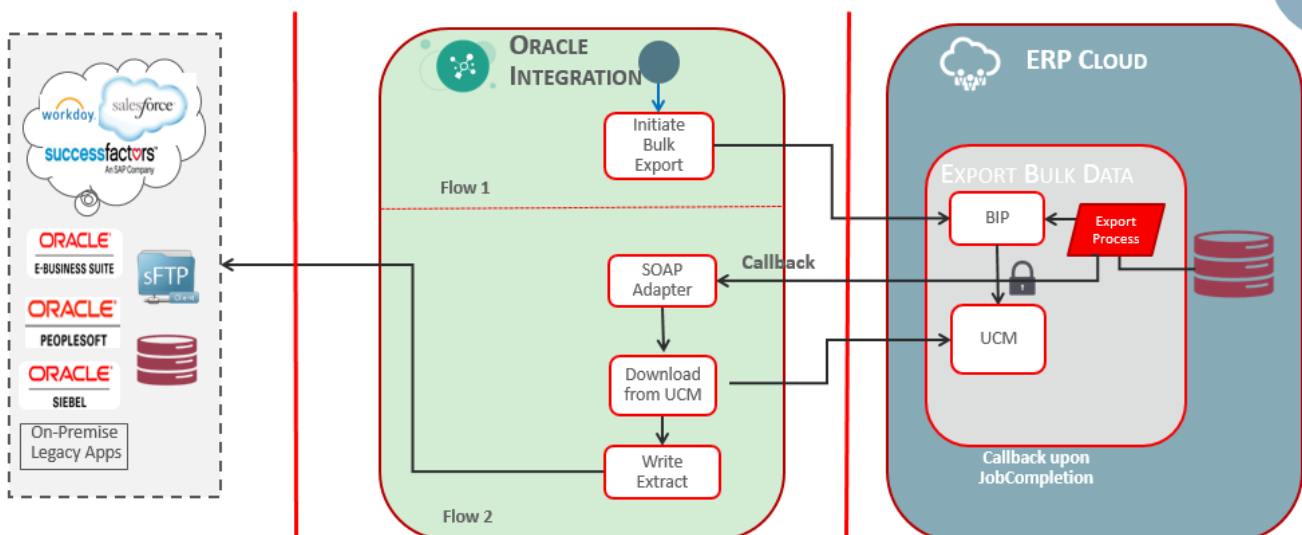 workday.
salesforce
successfactors™
An SAP Company
ORACLE®
E-BUSINESS SUITE
sFTP
Client
ORACLE®
PEOPLESOFT
ORACLE®
SIEBEL
On-Premise
Legacy Apps
ORACLE
INTEGRATION
Initiate
Bulk
Export
Flow 1
SOAP
Adapter
Callback
Download
from UCM
Write
Extract
Flow 2
ERP CLOUD
EXPORT BULK DATA
BIP
Export
Process
UCM
Callback upon
JobCompletion